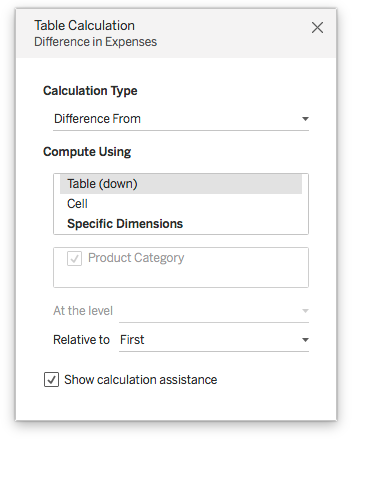 Table Calculation
Difference in Expenses
Calculation Type
Difference From
Compute Using
Table (down)
Cell
Specific Dimensions
Product Category
At the level
Relative to First
Show calculation assistance